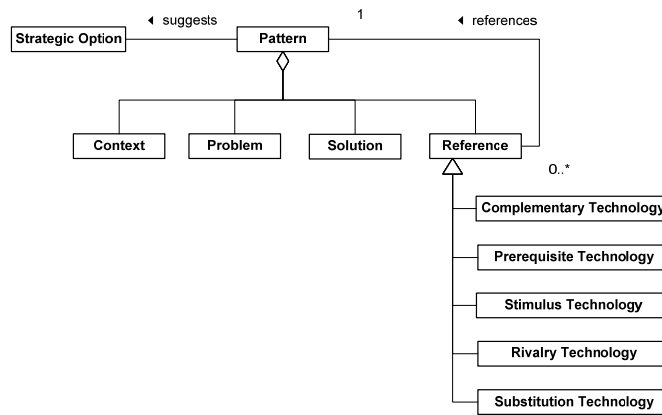 ◄ suggests
1
◄ references
Strategic Option
Pattern
Context
Problem
Solution
Reference
0..*
Complementary Technology
Prerequisite Technology
Stimulus Technology
Rivalry Technology
Substitution Technology